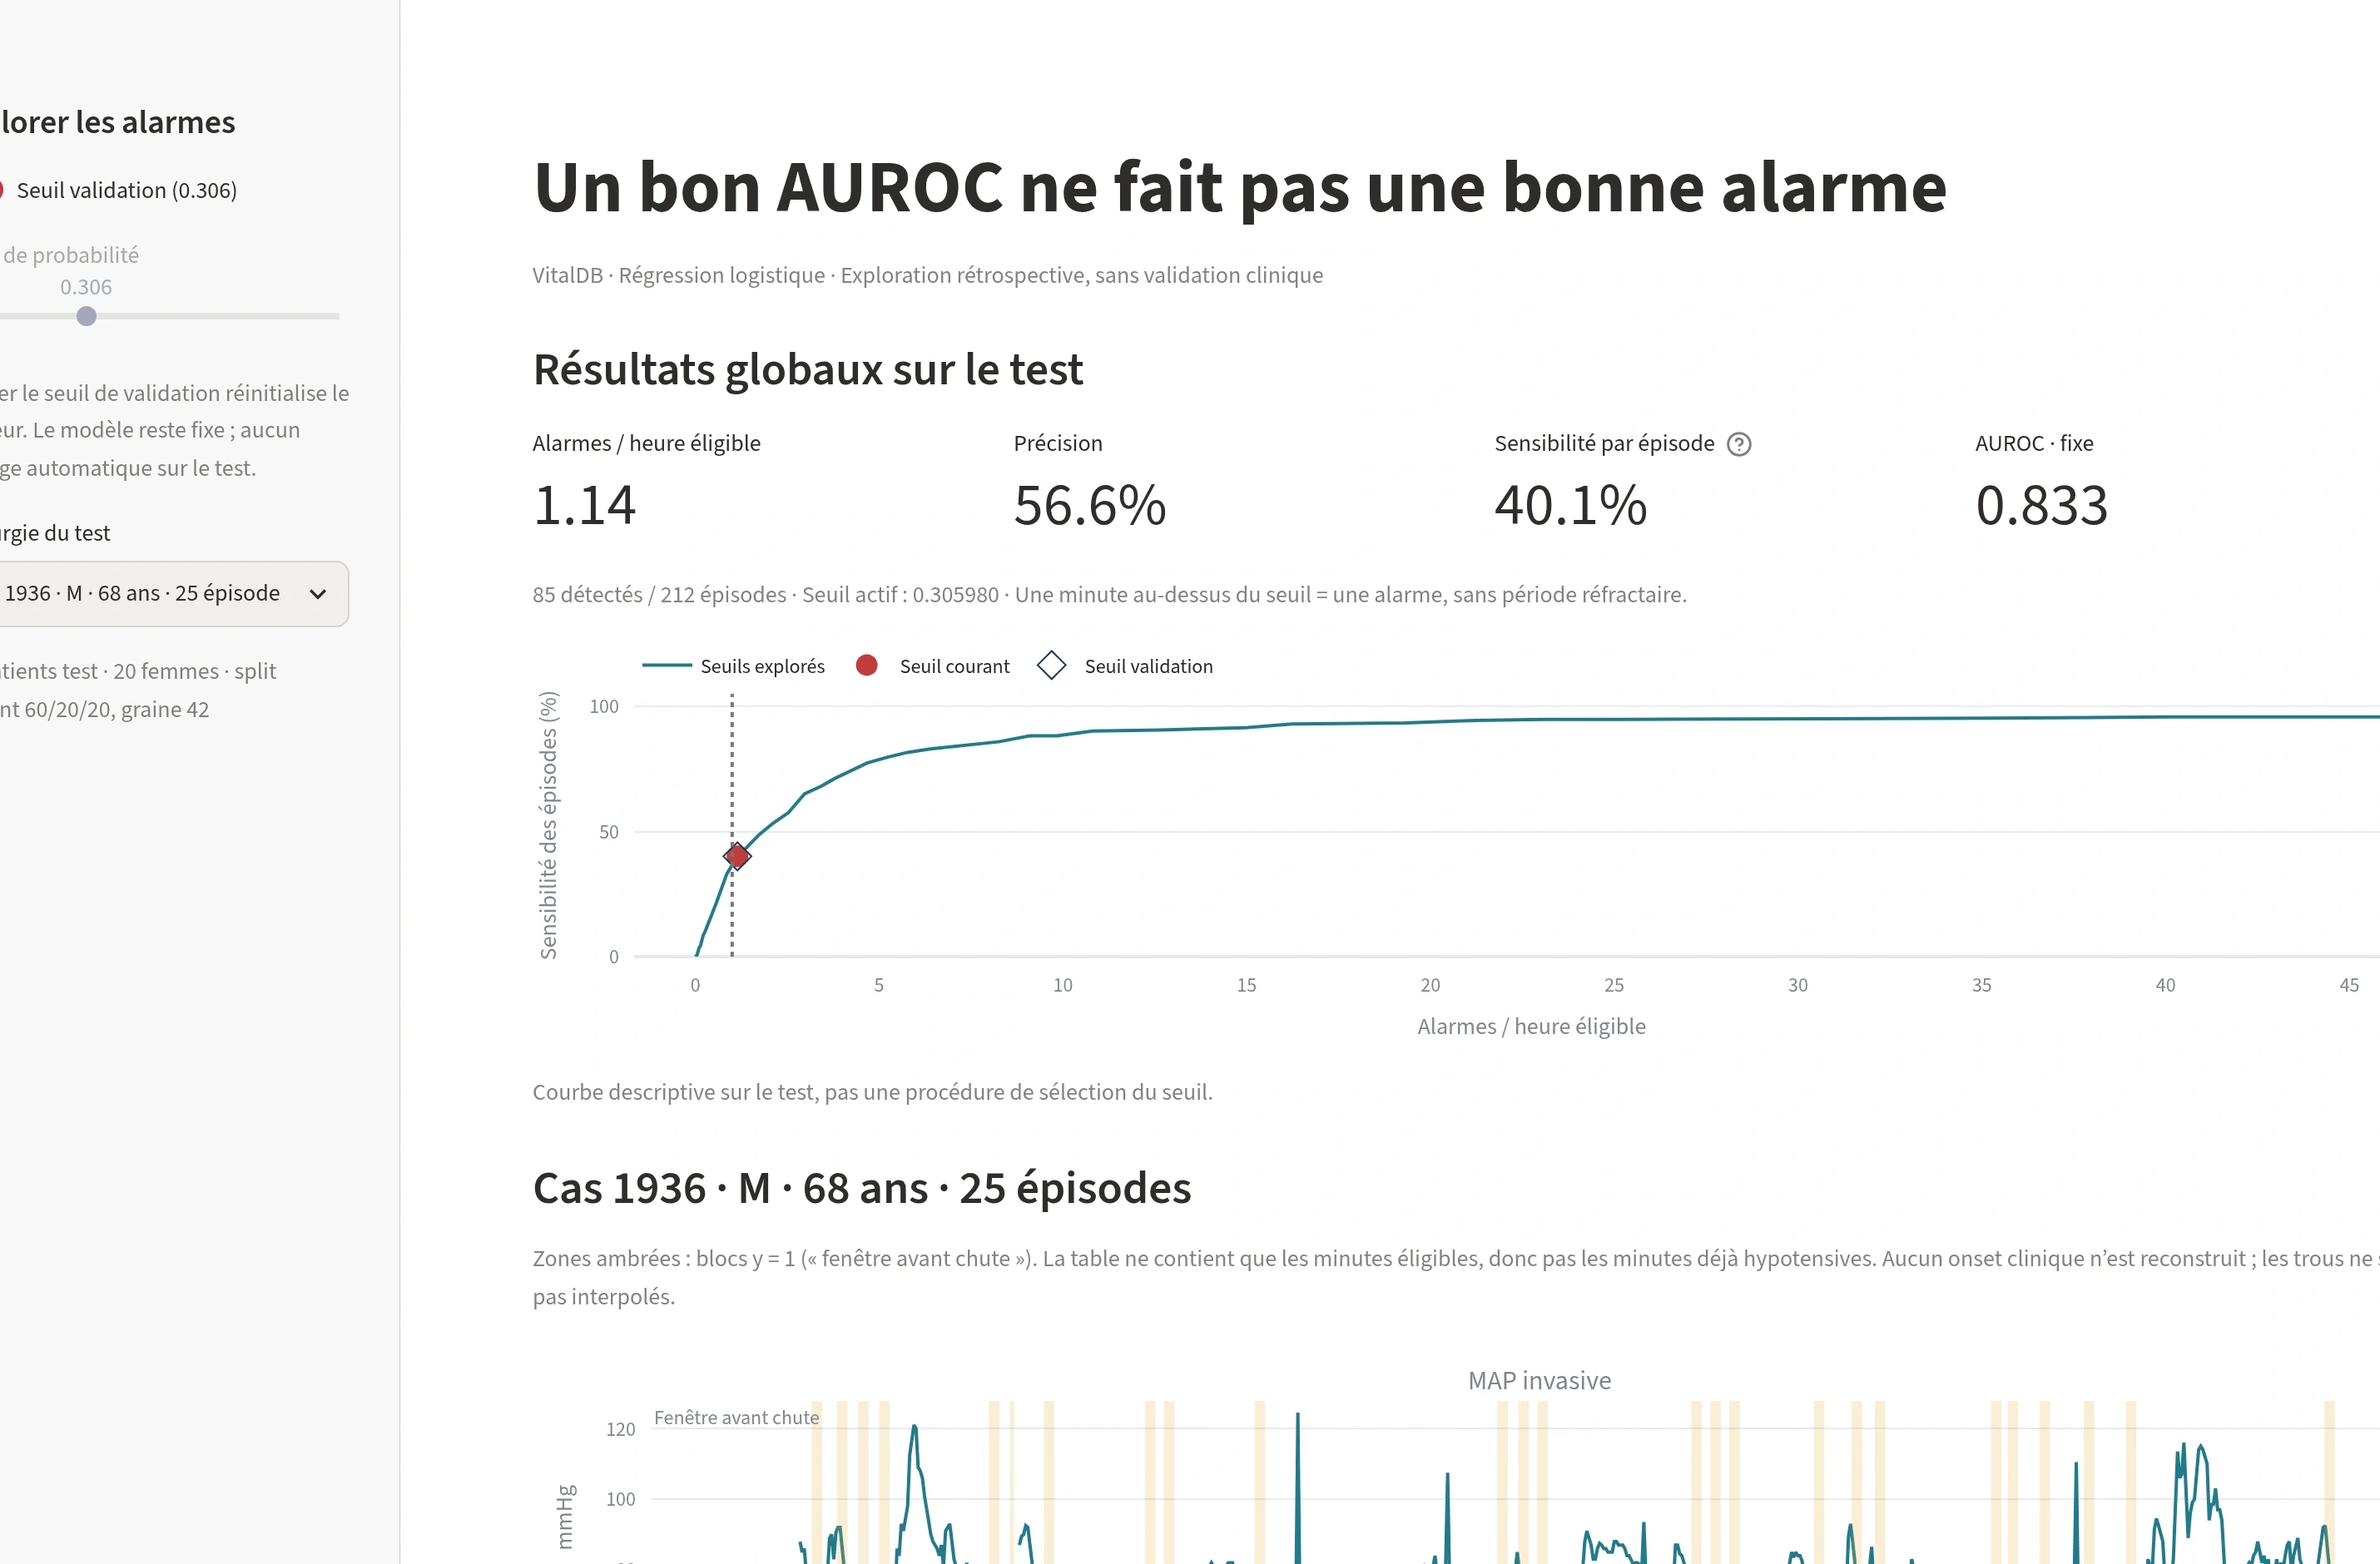 lorer les alarmes
Seuil validation (0.306)
de probabilité
0.306
er le seuil de validation réinitialise le
eur. Le modèle reste fixe ; aucun
ge automatique sur le test.
rgie du test
1936 · M · 68 ans · 25 épisode
tients test · 20 femmes · split
nt 60/20/20, graine 42
Un bon AUROC ne fait pas une bonne alarme
VitalDB · Régression logistique · Exploration rétrospective, sans validation clinique
Résultats globaux sur le test
Alarmes / heure éligible
1.14
Précision
56.6%
Sensibilité par épisode ?
40.1%
AUROC · fixe
0.833
85 détectés / 212 épisodes · Seuil actif : 0.305980 · Une minute au-dessus du seuil = une alarme, sans période réfractaire.
Seuils explorés Seuil courant Seuil validation
Sensibilité des épisodes (%)
100
50
0
0 5 10 15 20 25 30 35 40 45
Alarmes / heure éligible
Courbe descriptive sur le test, pas une procédure de sélection du seuil.
Cas 1936 · M · 68 ans · 25 épisodes
Zones ambrées : blocs y = 1 (« fenêtre avant chute »). La table ne contient que les minutes éligibles, donc pas les minutes déjà hypotensives. Aucun onset clinique n’est reconstruit ; les trous ne
pas interpolés.
MAP invasive
Fenêtre avant chute
120
100
mmHg